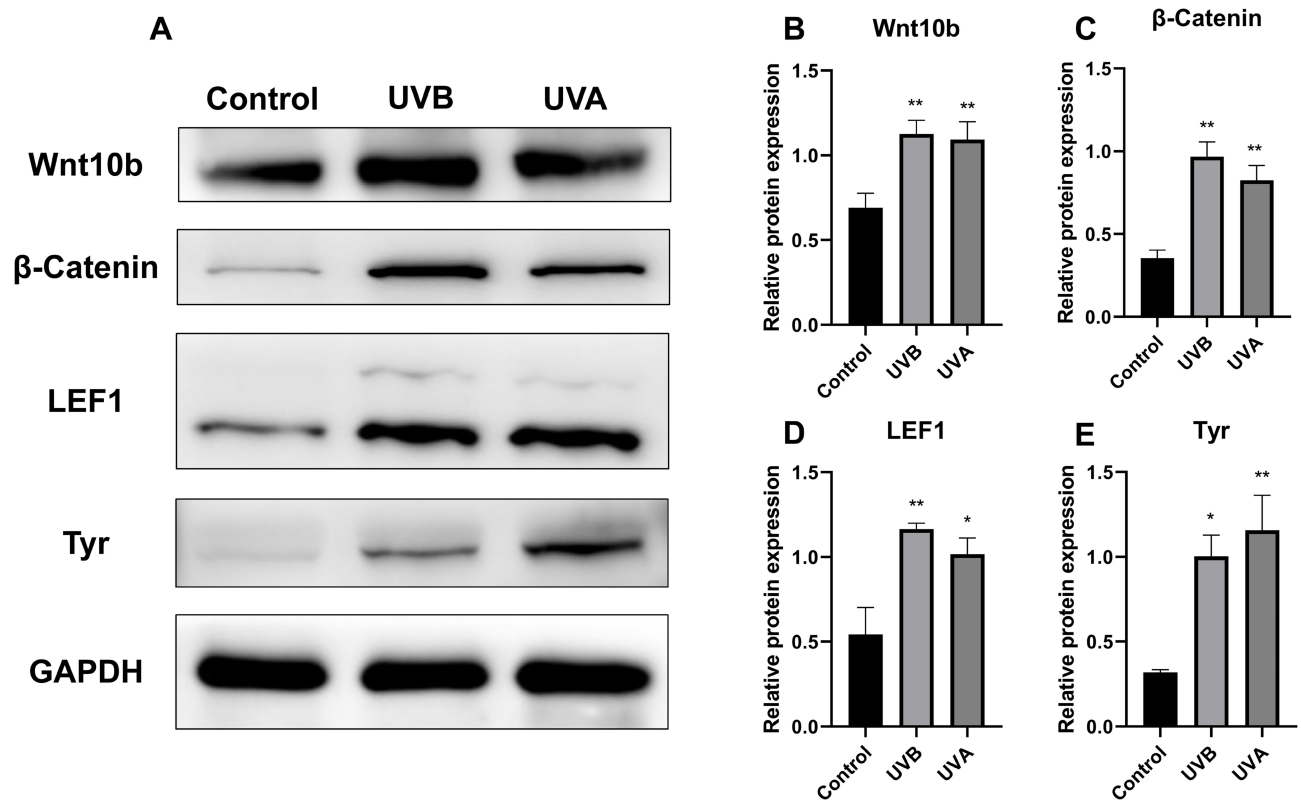 A
Control UVB UVA
Wnt10b
β-Catenin
LEF1
Tyr
GAPDH
B Wnt10b
Relative protein expression
1.5
1.0
0.5
0.0
** **
Control UVB UVA
C β-Catenin
Relative protein expression
1.5
1.0
0.5
0.0
** **
Control UVB UVA
D LEF1
Relative protein expression
1.5
1.0
0.5
0.0
** *
Control UVB UVA
E Tyr
Relative protein expression
1.5
1.0
0.5
0.0
* **
Control UVB UVA